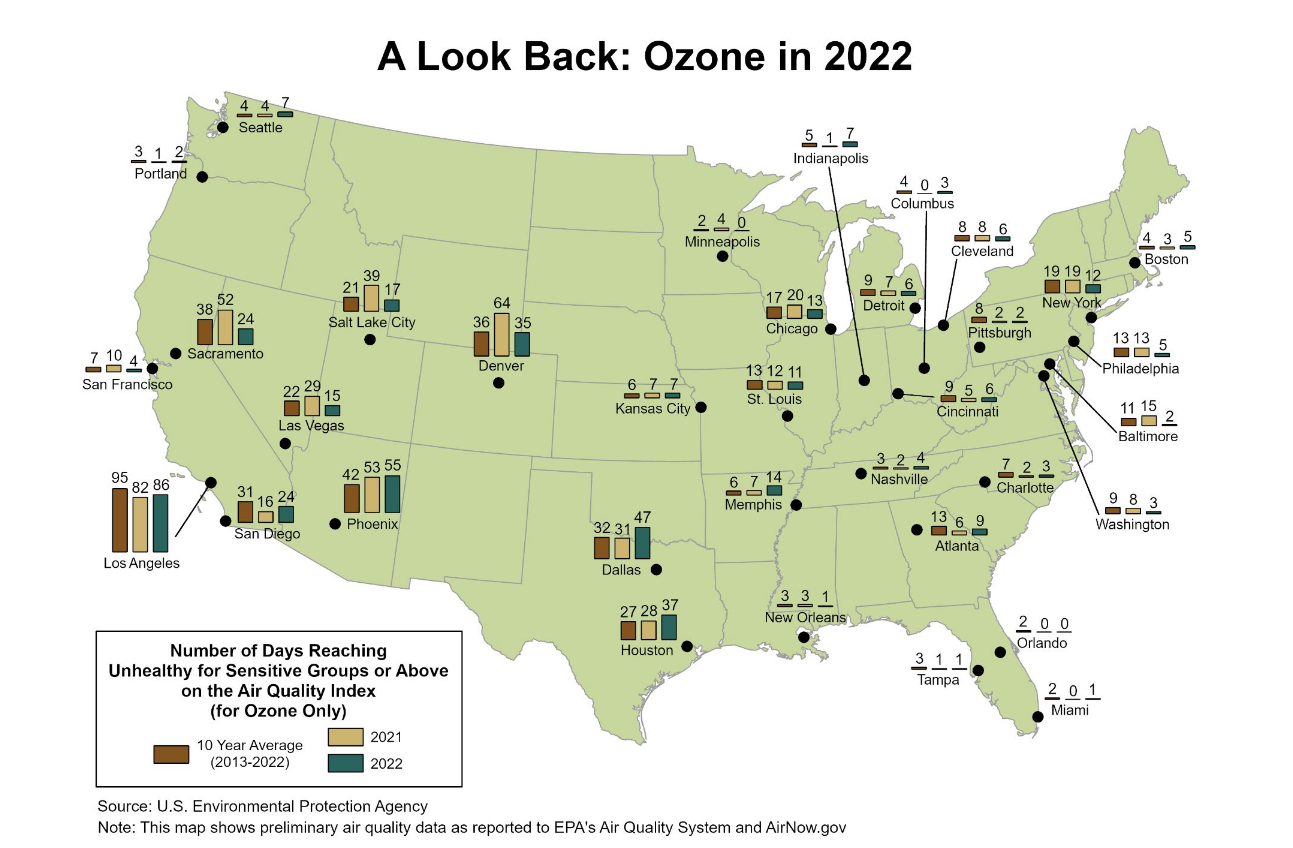 A Look Back: Ozone in 2022
4 4 7
Seattle
3 1 2
Portland
5 1 7
Indianapolis
4 0 3
Columbus
2 4 0
Minneapolis
8 8 6
Cleveland
4 3 5
Boston
38 52 24
Sacramento
21 39 17
Salt Lake City
36 64 35
Denver
17 20 13
Chicago
9 7 6
Detroit
8 2 2
Pittsburgh
19 19 12
New York
7 10 4
San Francisco
22 29 15
Las Vegas
6 7 7
Kansas City
13 12 11
St. Louis
9 5 6
Cincinnati
13 13 5
Philadelphia
11 15 2
Baltimore
95 82 86
Los Angeles
31 16 24
San Diego
42 53 55
Phoenix
32 31 47
Dallas
6 7 14
Memphis
3 2 4
Nashville
7 2 3
Charlotte
9 8 3
Washington
13 6 9
Atlanta
27 28 37
Houston
3 3 1
New Orleans
2 0 0
Orlando
3 1 1
Tampa
2 0 1
Miami
Number of Days Reaching
Unhealthy for Sensitive Groups or Above
on the Air Quality Index
(for Ozone Only)
10 Year Average
(2013-2022)
2021
2022
Source: U.S. Environmental Protection Agency
Note: This map shows preliminary air quality data as reported to EPA's Air Quality System and AirNow.gov